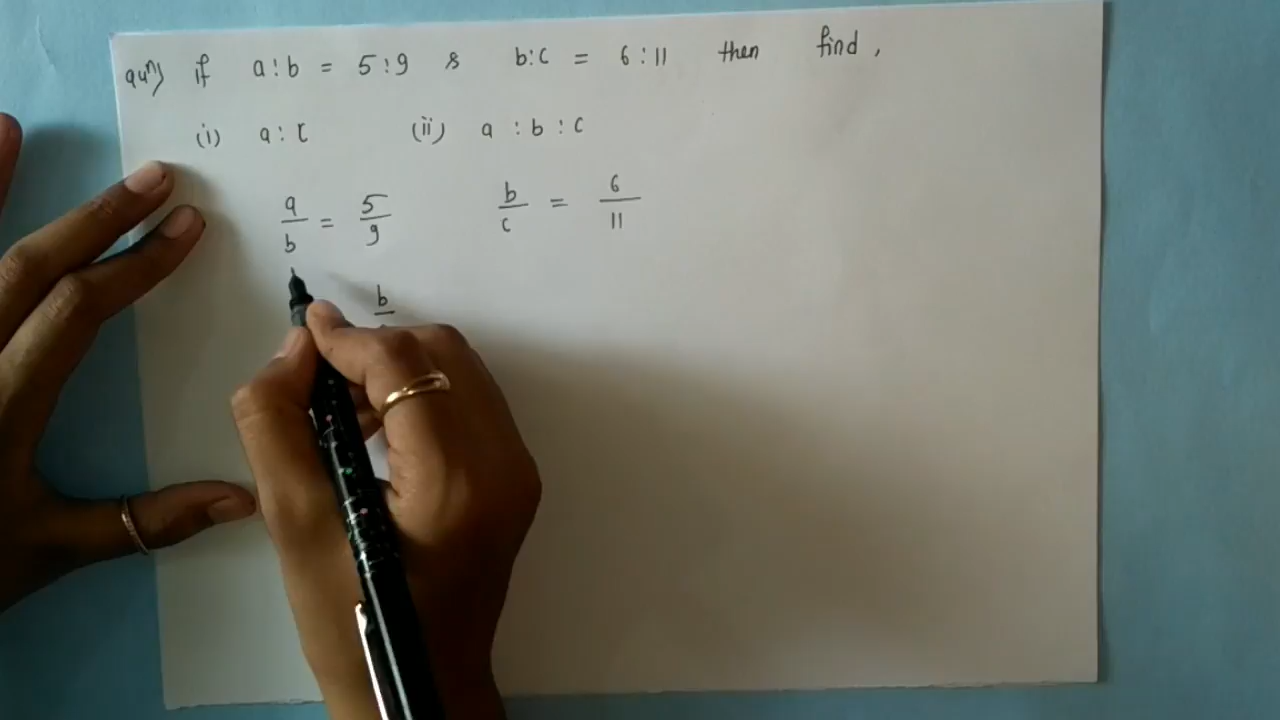 qun) if a : b = 5 : 9 & b : c = 6 : 11 then find ,
(i) a : c (ii) a : b : c
a/b = 5/9 b/c = 6/11
b